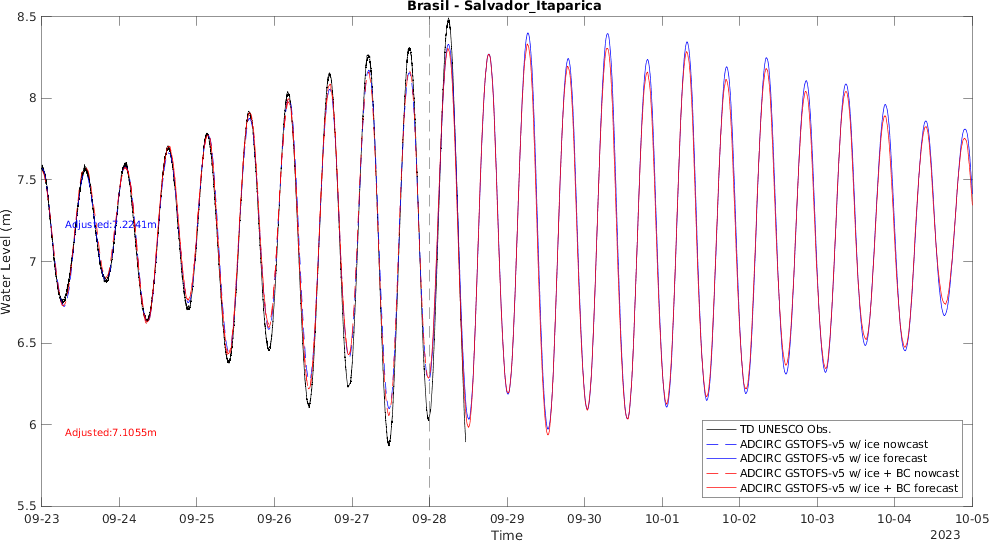 Brasil - Salvador_Itaparica
8.5
8
7.5
7
6.5
6
5.5
Water Level (m)
Adjusted:7.2241m
Adjusted:7.1055m
TD UNESCO Obs.
ADCIRC GSTOFS-v5 w/ ice nowcast
ADCIRC GSTOFS-v5 w/ ice forecast
ADCIRC GSTOFS-v5 w/ ice + BC nowcast
ADCIRC GSTOFS-v5 w/ ice + BC forecast
09-23 09-24 09-25 09-26 09-27 09-28 09-29 09-30 10-01 10-02 10-03 10-04 10-05
Time
2023